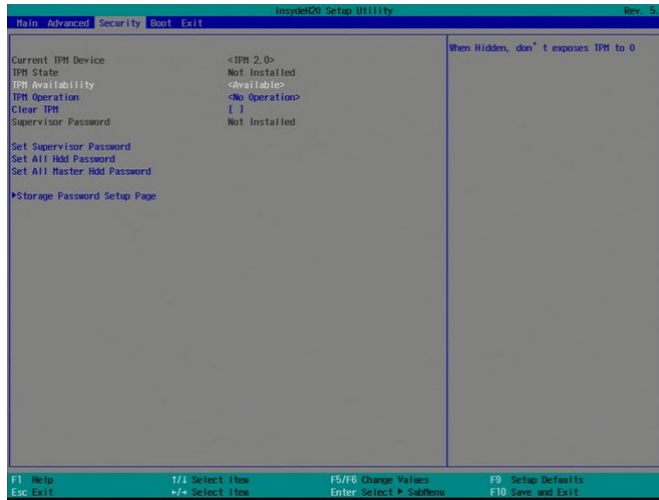 InsydeH20 Setup Utility
Rev. 5.
Main Advanced Security Boot Exit
Current TPM Device <TPM 2.0>
TPM State Not Installed
TPM Availability <Available>
TPM Operation <No Operation>
Clear TPM [ ]
Supervisor Password Not Installed
Set Supervisor Password
Set All Hdd Password
Set All Master Hdd Password
▶Storage Password Setup Page
When Hidden, don't exposes TPM to O
F1 Help ↑/↓ Select Item F5/F6 Change Values F9 Setup Defaults
Esc Exit ←/→ Select Item Enter Select ▶ SubMenu F10 Save and Exit